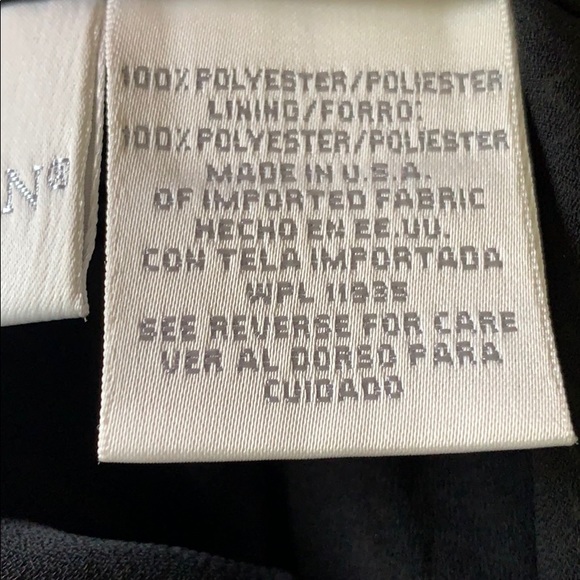 N®
100% POLYESTER/POLIESTER
LINING/FORRO:
100% POLYESTER/POLIESTER
MADE IN U.S.A.
OF IMPORTED FABRIC
HECHO EN EE.UU.
CON TELA IMPORTADA
WPL 11395
SEE REVERSE FOR CARE
VER AL DORSO PARA
CUIDADO